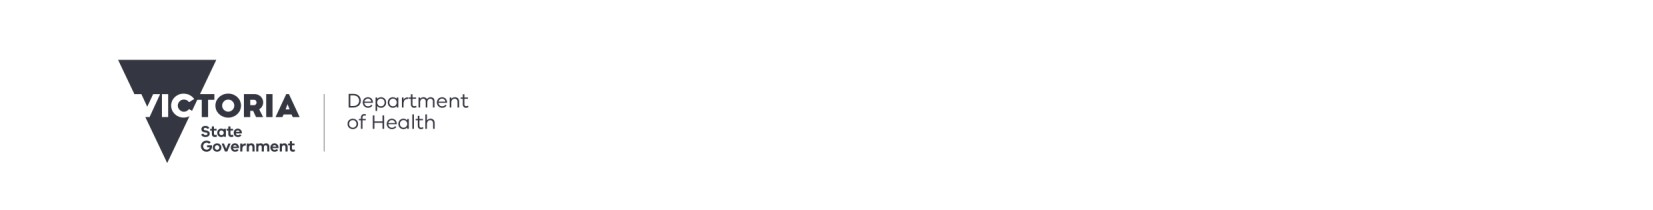 VICTORIA
State
Government
Department
of Health